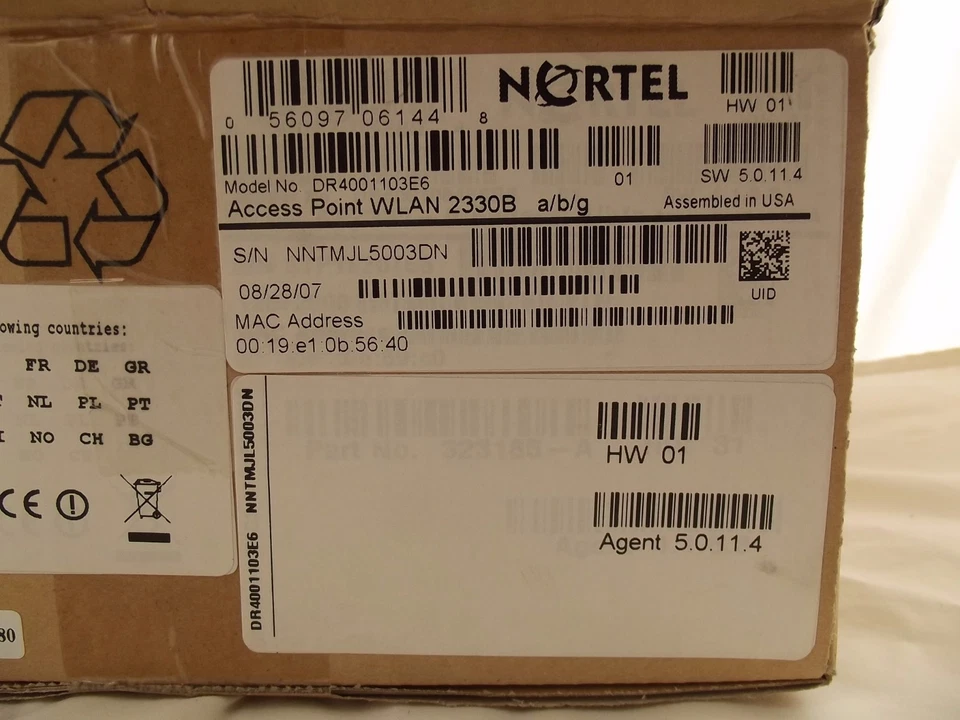 NORTEL
HW 01
0 56097 06144 8
01
SW 5.0.11.4
Model No. DR4001103E6
Access Point WLAN 2330B a/b/g
Assembled in USA
S/N NNTMJL5003DN
08/28/07
UID
MAC Address
00:19:e1:0b:56:40
owing countries:
FR DE GR
NL PL PT
NO CH BG
CE
DR4001103E6 NNTMJL5003DN
HW 01
Agent 5.0.11.4
80